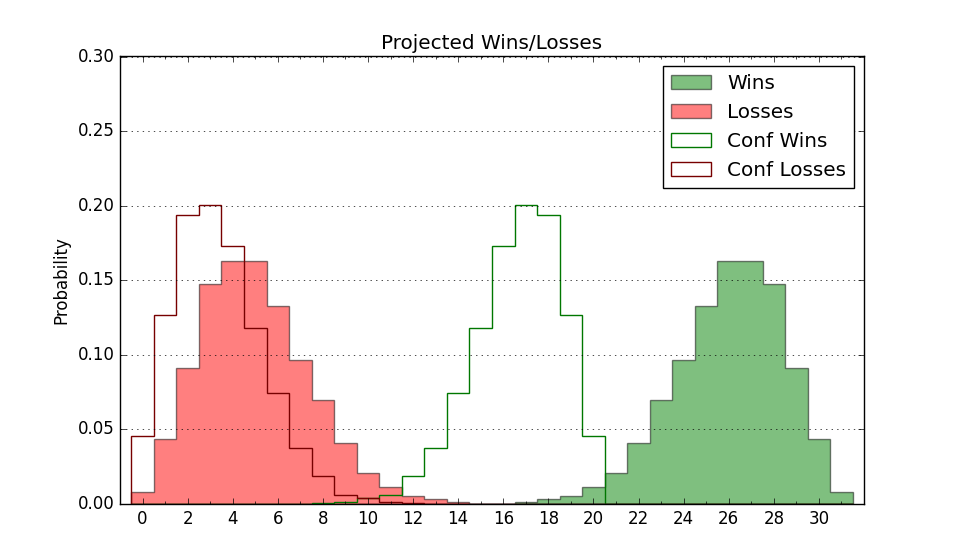 Projected Wins/Losses
0.30
0.25
0.20
0.15
0.10
0.05
0.00
Probability
Wins
Losses
Conf Wins
Conf Losses
0 2 4 6 8 10 12 14 16 18 20 22 24 26 28 30